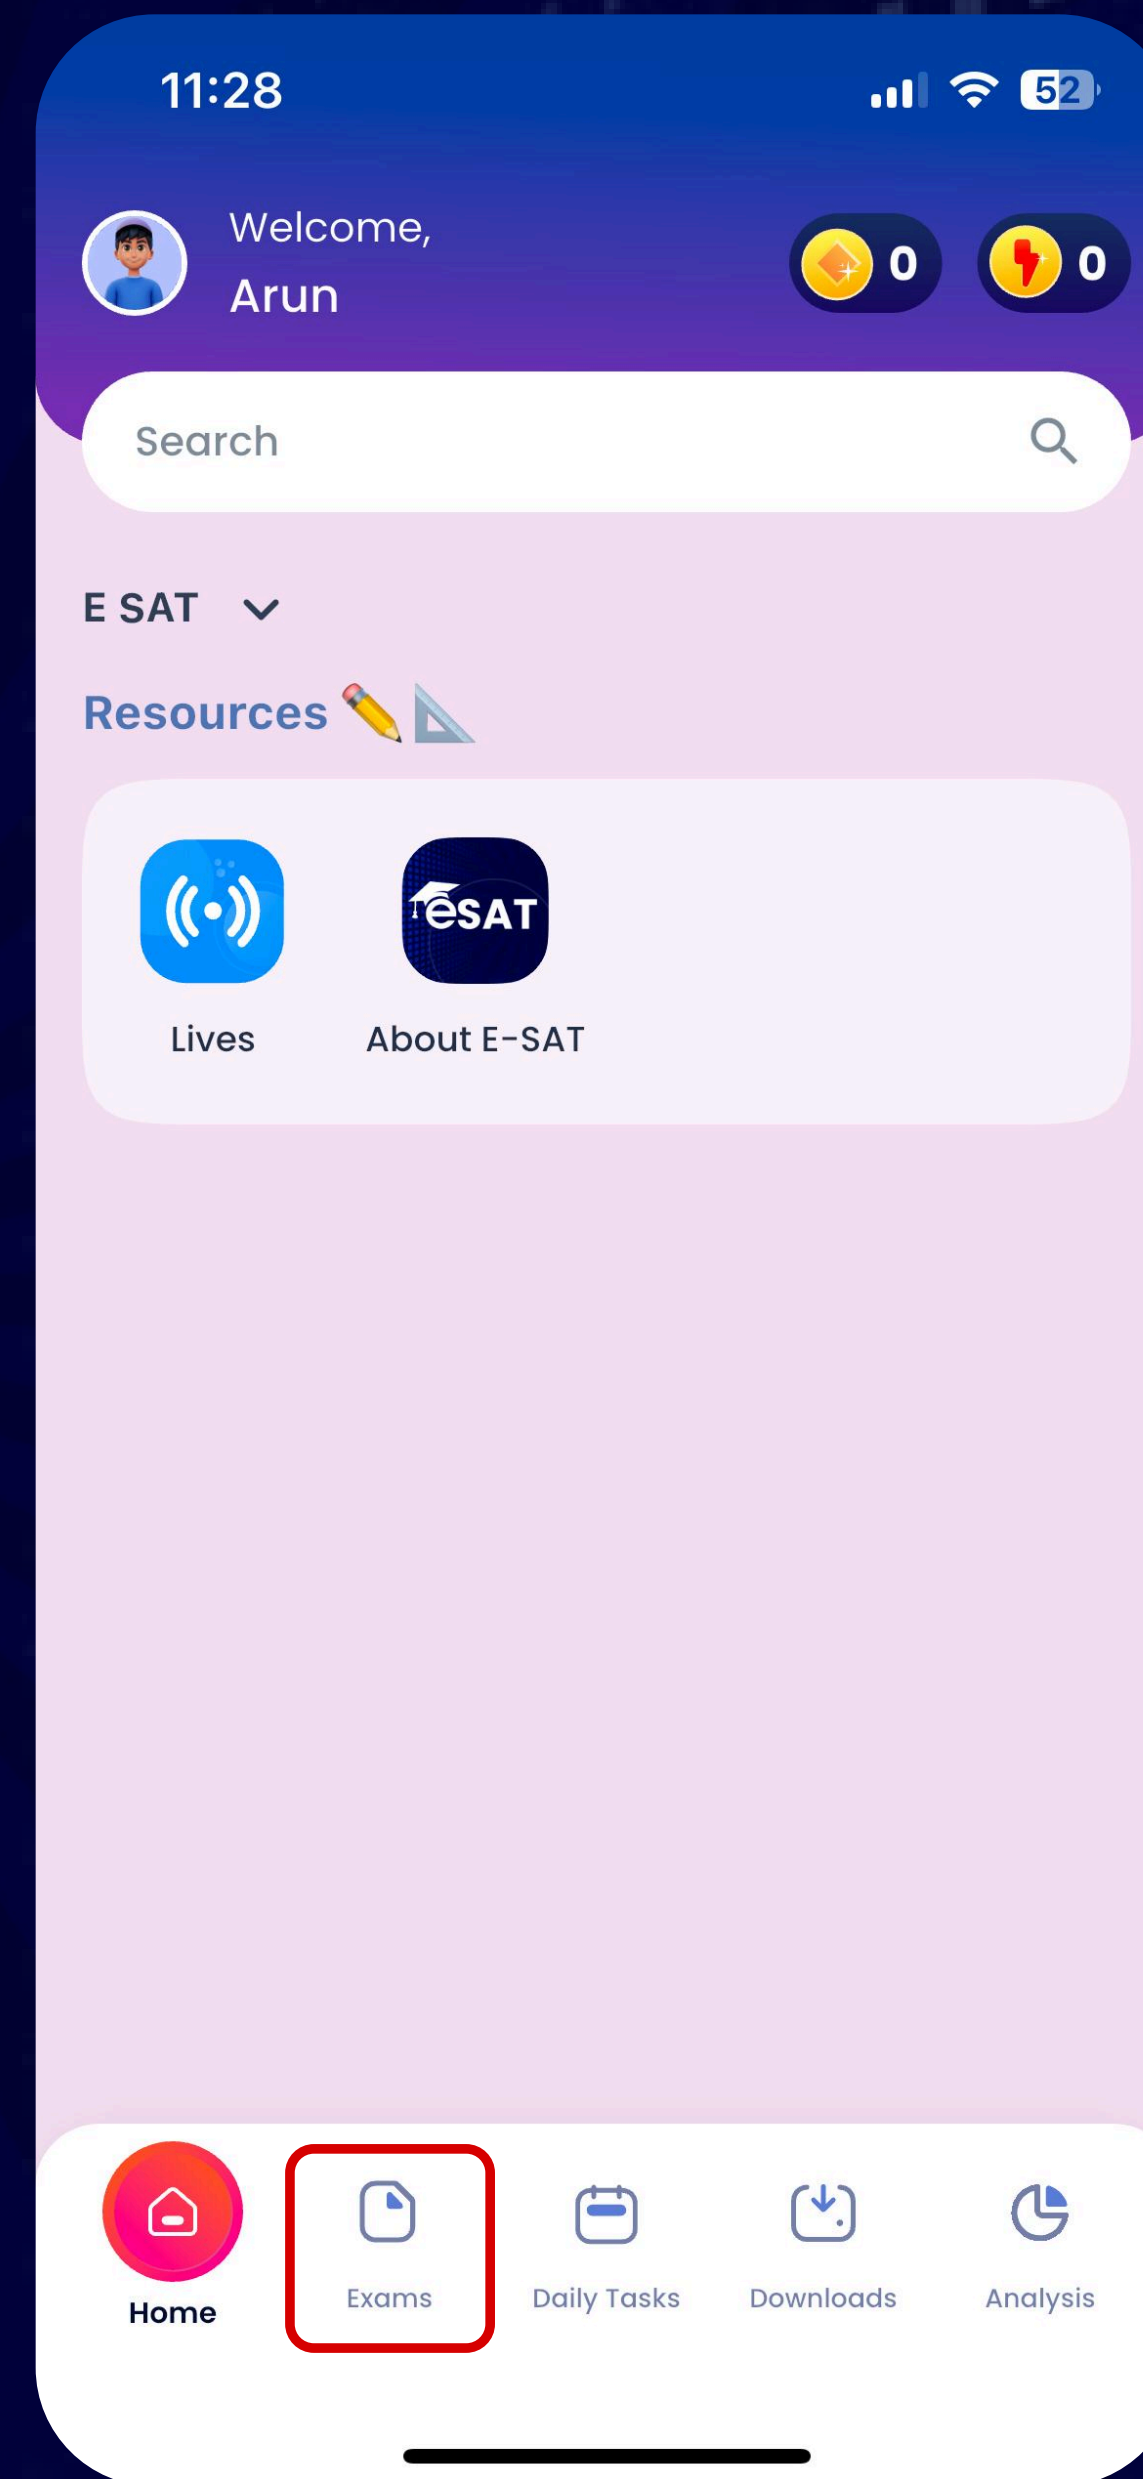 11:28
52
Welcome,
Arun
0
0
Search
E SAT
Resources
eSAT
Lives
About E-SAT
Home
Exams
Daily Tasks
Downloads
Analysis